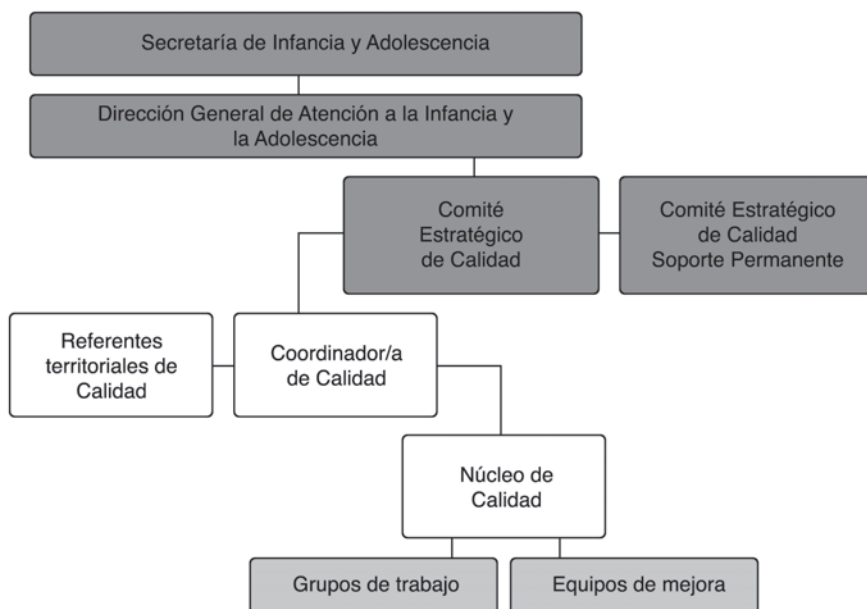 Secretaría de Infancia y Adolescencia
Dirección General de Atención a la Infancia y
la Adolescencia
Comité
Estratégico
de Calidad
Comité Estratégico
de Calidad
Soporte Permanente
Referentes
territoriales de
Calidad
Coordinador/a
de Calidad
Núcleo de
Calidad
Grupos de trabajo
Equipos de mejora